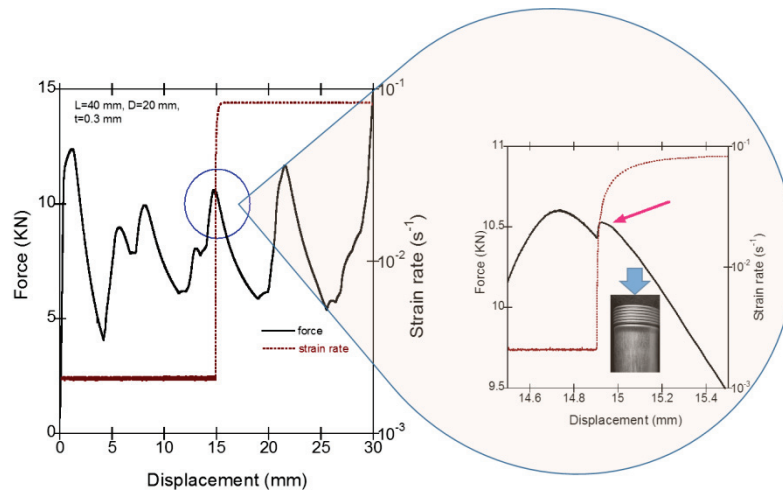 15
10
5
0
Force (KN)
L=40 mm, D=20 mm,
t=0.3 mm
force
strain rate
0 5 10 15 20 25 30
Displacement (mm)
10-1
10-2
10-3
Strain rate (s-1)
11
10.5
10
9.5
Force (KN)
14.6 14.8 15 15.2 15.4
Displacement (mm)
10-1
10-2
10-3
Strain rate (s-1)